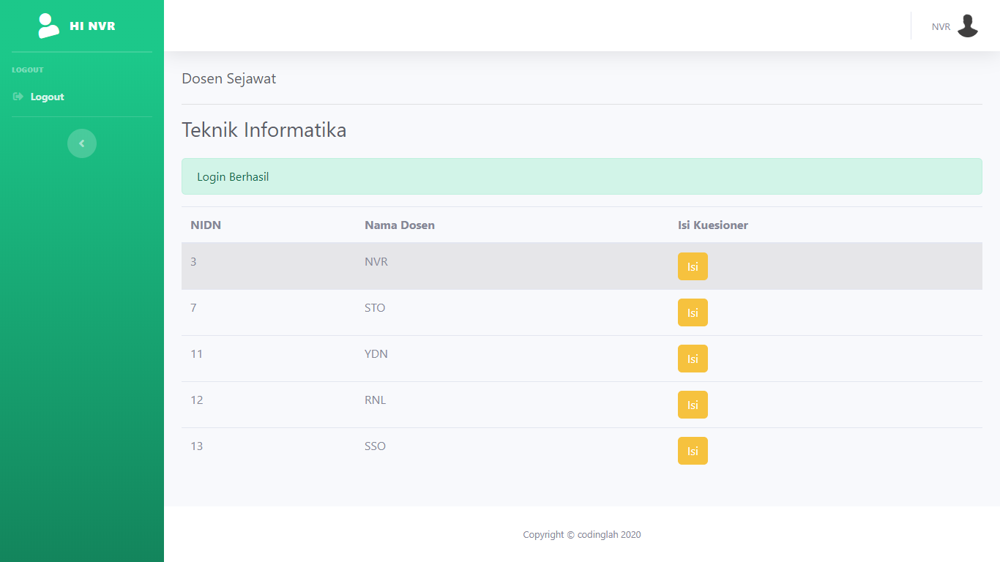 HI NVR
NVR
LOGOUT
Logout
Dosen Sejawat
Teknik Informatika
Login Berhasil
NIDN Nama Dosen Isi Kuesioner
3 NVR Isi
7 STO Isi
11 YDN Isi
12 RNL Isi
13 SSO Isi
Copyright © codinglah 2020